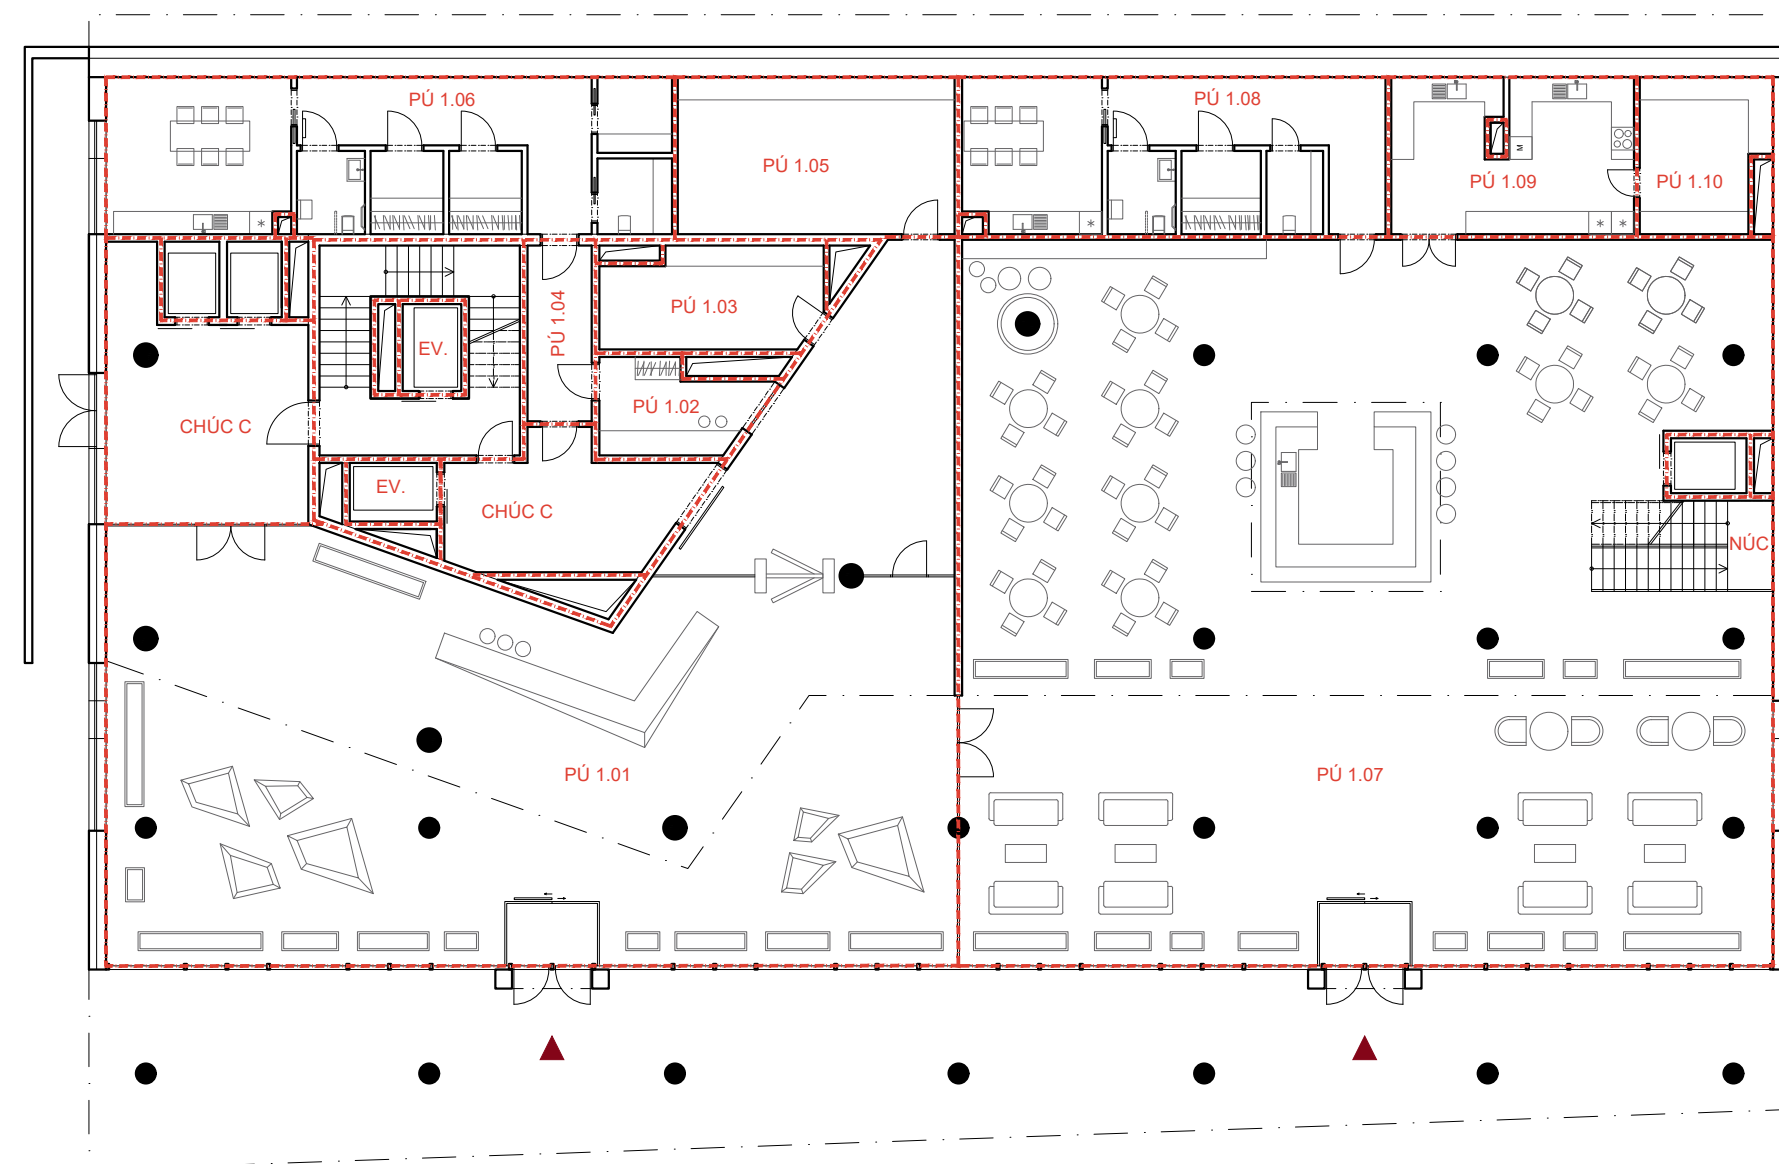 PÚ 1.06
PÚ 1.08
PÚ 1.05
PÚ 1.09
PÚ 1.10
M
PÚ 1.03
PÚ 1.04
EV.
PÚ 1.02
CHÚC C
EV.
CHÚC C
NÚC
PÚ 1.01
PÚ 1.07